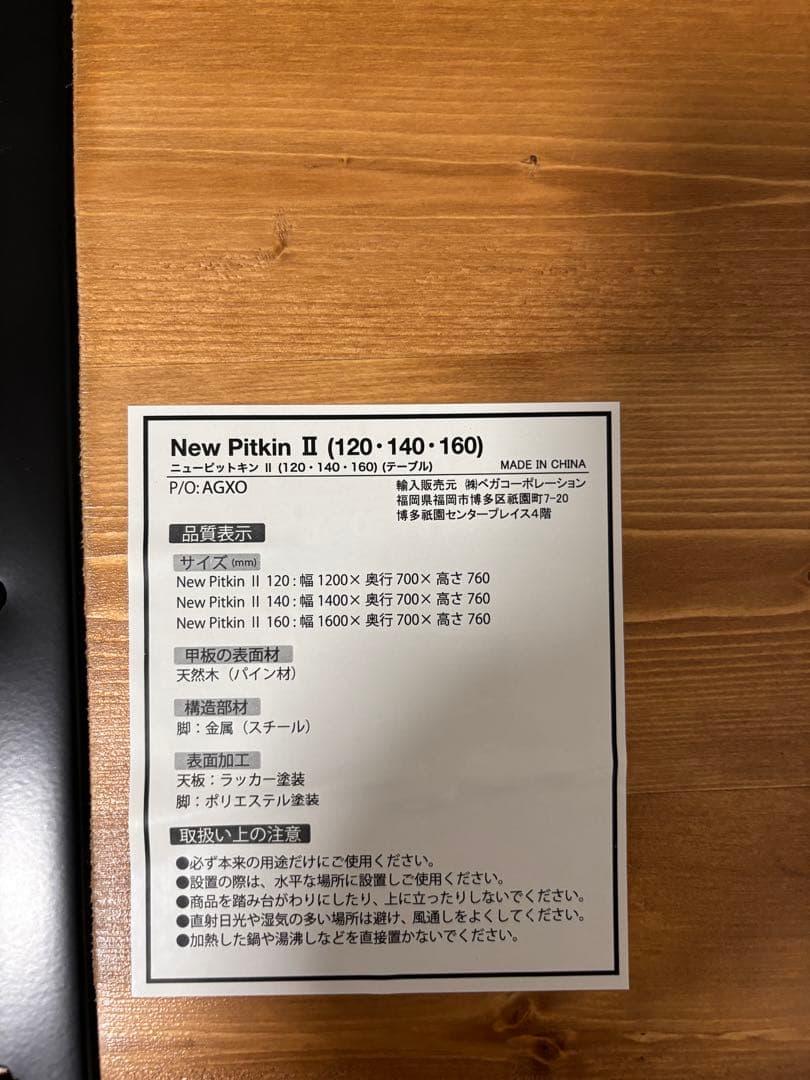 New Pitkin Ⅱ (120・140・160)
ニューピットキン Ⅱ (120・140・160) (テーブル)
MADE IN CHINA
P/O: AGXO
輸入販売元 ㈱ベガコーポレーション
福岡県福岡市博多区祇園町7-20
博多祇園センタープレイス4階
品質表示
サイズ(mm)
New Pitkin Ⅱ 120 : 幅 1200× 奥行 700× 高さ 760
New Pitkin Ⅱ 140 : 幅 1400× 奥行 700× 高さ 760
New Pitkin Ⅱ 160 : 幅 1600× 奥行 700× 高さ 760
甲板の表面材
天然木（パイン材）
構造部材
脚：金属（スチール）
表面加工
天板：ラッカー塗装
脚：ポリエステル塗装
取扱い上の注意
●必ず本来の用途だけにご使用ください。
●設置の際は、水平な場所に設置しご使用ください。
●商品を踏み台がわりにしたり、上に立ったりしないでください。
●直射日光や湿気の多い場所は避け、風通しをよくしてください。
●加熱した鍋や湯沸しなどを直接置かないでください。